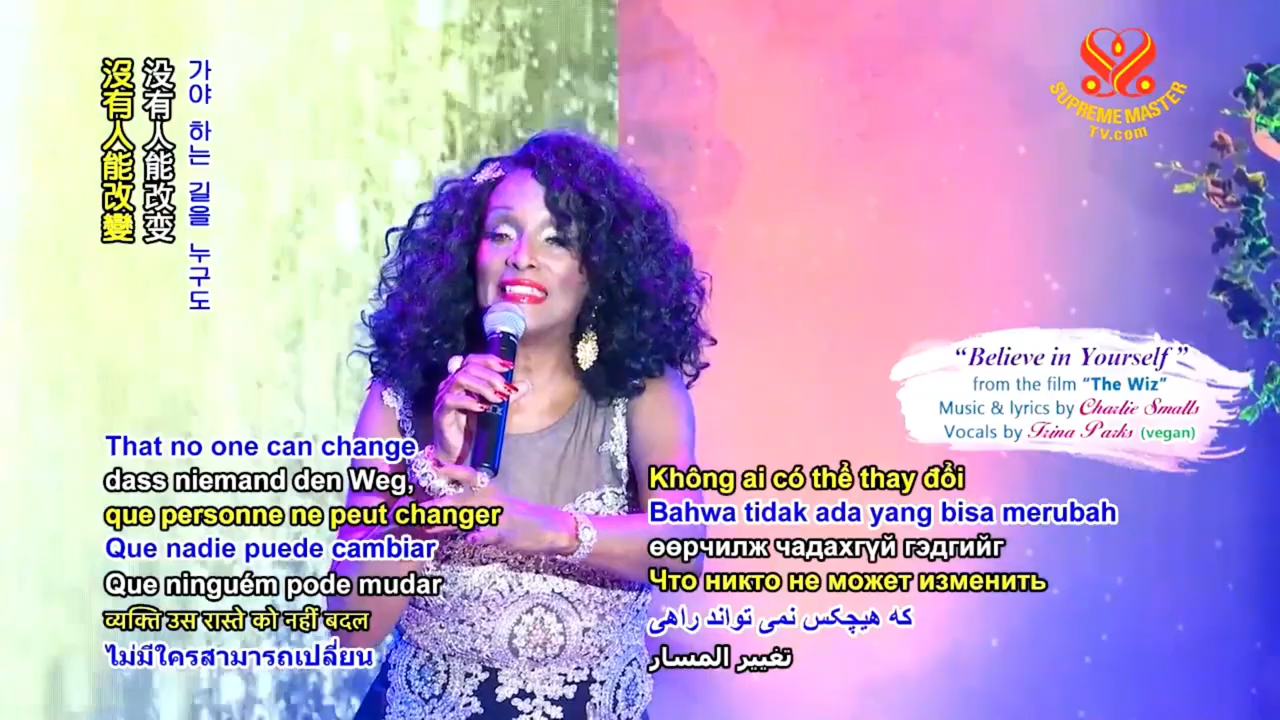 沒有人能改變
没有人能改变
가야 하는 길을 누구도
SUPREME MASTER
TV.com
“Believe in Yourself”
from the film “The Wiz”
Music & lyrics by Charlie Smalls
Vocals by Trina Parks (vegan)
That no one can change
dass niemand den Weg,
que personne ne peut changer
Que nadie puede cambiar
Que ninguém pode mudar
व्यक्ति उस रास्ते को नहीं बदल
ไม่มีใครสามารถเปลี่ยน
Không ai có thể thay đổi
Bahwa tidak ada yang bisa merubah
өөрчилж чадахгүй гэдгийг
Что никто не может изменить
که هیچکس نمی تواند راهی
تغيير المسار